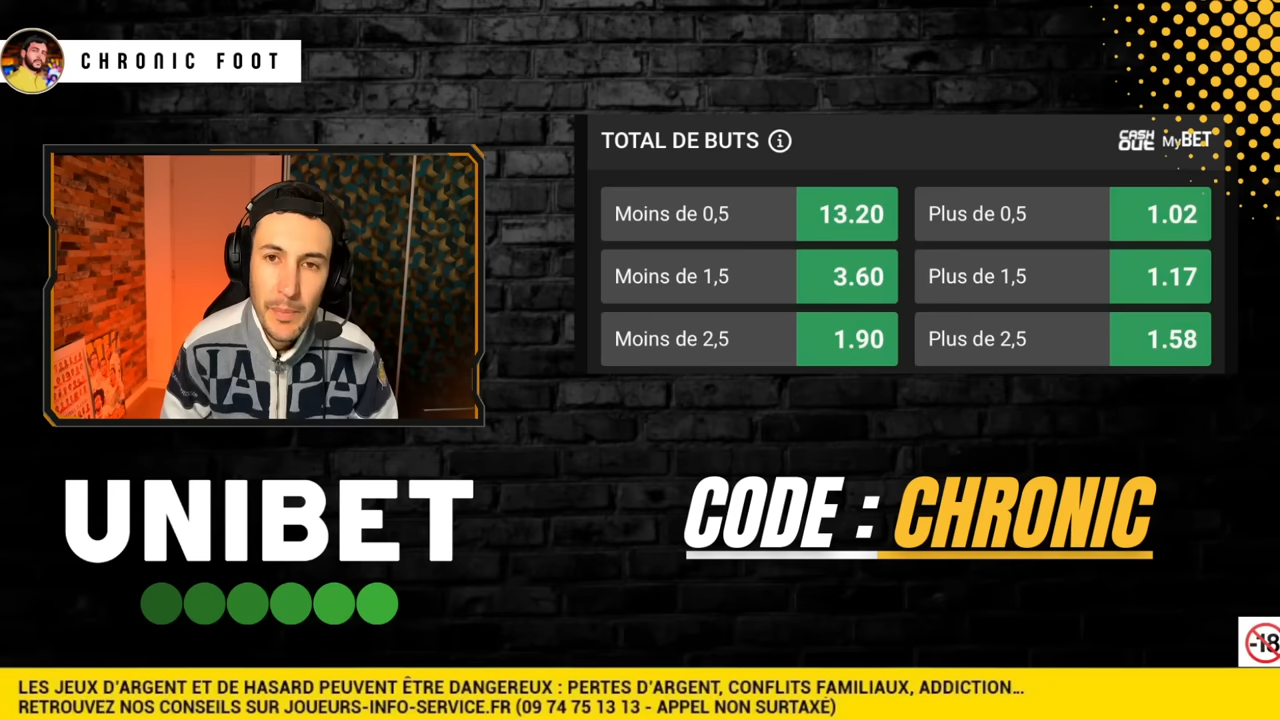 CHRONIC FOOT
TOTAL DE BUTS
CASH OUT MyBET
Moins de 0,5 13.20 Plus de 0,5 1.02
Moins de 1,5 3.60 Plus de 1,5 1.17
Moins de 2,5 1.90 Plus de 2,5 1.58
NAPA
UNIBET
CODE : CHRONIC
-18
LES JEUX D'ARGENT ET DE HASARD PEUVENT ÊTRE DANGEREUX : PERTES D'ARGENT, CONFLITS FAMILIAUX, ADDICTION...
RETROUVEZ NOS CONSEILS SUR JOUEURS-INFO-SERVICE.FR (09 74 75 13 13 - APPEL NON SURTAXÉ)